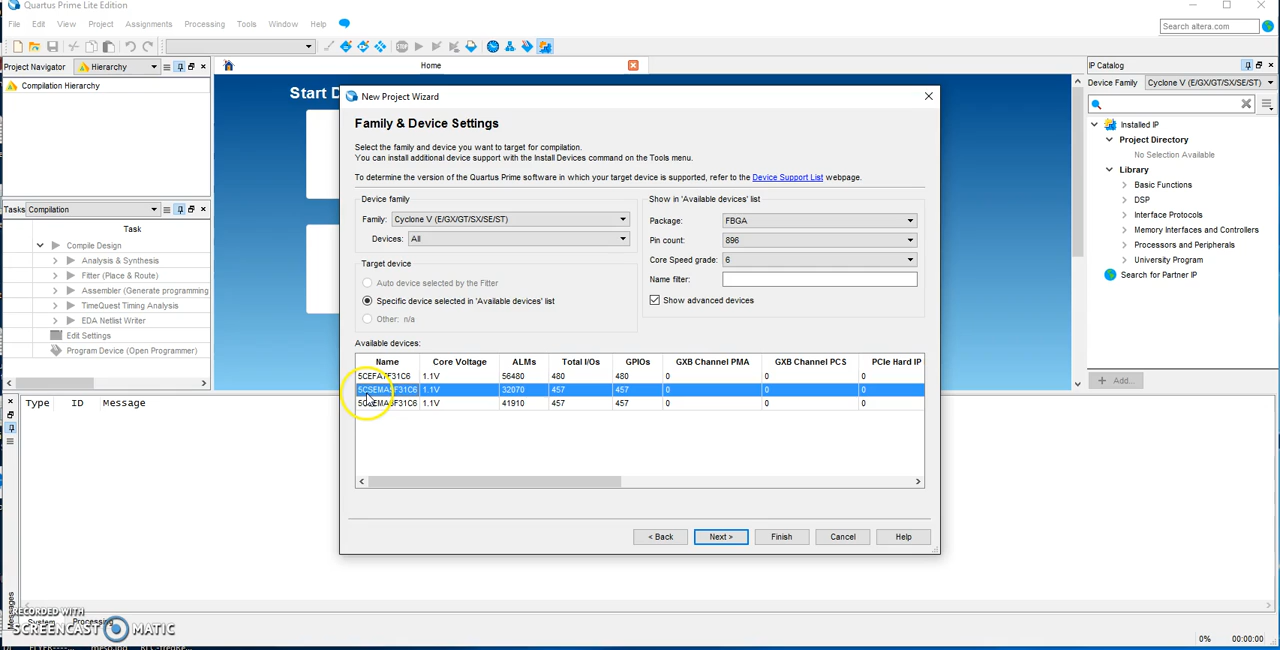 Quartus Prime Lite Edition
File Edit View Project Assignments Processing Tools Window Help
Search altera.com
Project Navigator Hierarchy
Compilation Hierarchy
Home
IP Catalog
Device Family Cyclone V (E/GX/GT/SX/SE/ST)
Installed IP
Project Directory
No Selection Available
Library
Basic Functions
DSP
Interface Protocols
Memory Interfaces and Controllers
Processors and Peripherals
University Program
Search for Partner IP
+ Add...
Start D
Tasks Compilation
Task
Compile Design
Analysis & Synthesis
Fitter (Place & Route)
Assembler (Generate programming
TimeQuest Timing Analysis
EDA Netlist Writer
Edit Settings
Program Device (Open Programmer)
New Project Wizard
Family & Device Settings
Select the family and device you want to target for compilation.
You can install additional device support with the Install Devices command on the Tools menu.
To determine the version of the Quartus Prime software in which your target device is supported, refer to the Device Support List webpage.
Device family
Family: Cyclone V (E/GX/GT/SX/SE/ST)
Devices: All
Target device
Auto device selected by the Fitter
Specific device selected in 'Available devices' list
Other: n/a
Show in 'Available devices' list
Package: FBGA
Pin count: 896
Core Speed grade: 6
Name filter:
Show advanced devices
Available devices:
Name Core Voltage ALMs Total I/Os GPIOs GXB Channel PMA GXB Channel PCS PCIe Hard IP
1.1V 56480 480 480 0 0 0
5CSEMA5F31C6 1.1V 32070 457 457 0 0 0
1.1V 41910 457 457 0 0 0
< Back Next > Finish Cancel Help
Type ID Message
Messages
System Processing
RECORDED WITH
SCREENCAST MATIC
0% 00:00:00